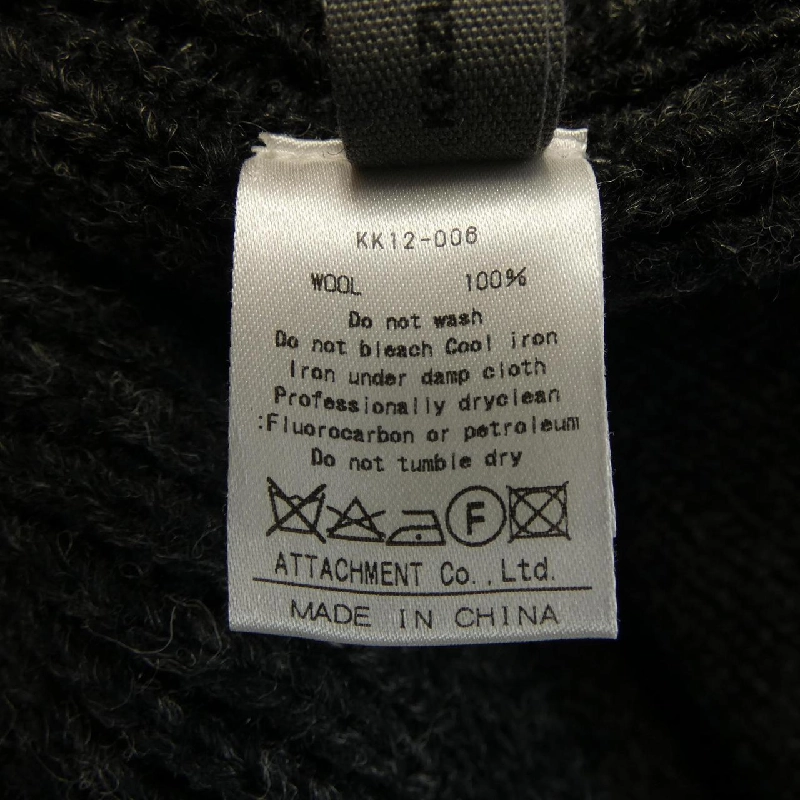 KK12-006
WOOL 100%
Do not wash
Do not bleach Cool iron
Iron under damp cloth
Professionally dryclean
:Fluorocarbon or petroleum
Do not tumble dry
F
ATTACHMENT Co.,Ltd.
MADE IN CHINA